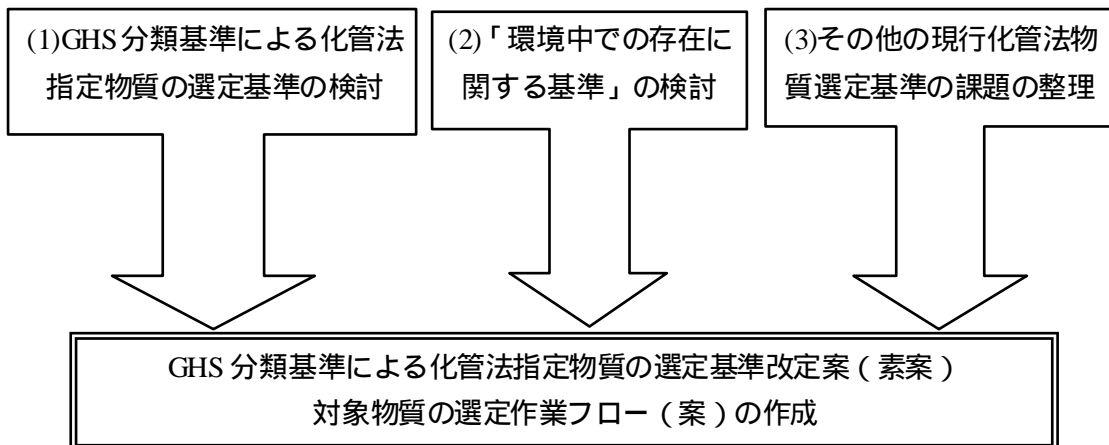 (1)GHS分類基準による化管法
指定物質の選定基準の検討
(2)「環境中での存在に
関する基準」の検討
(3)その他の現行化管法物
質選定基準の課題の整理
GHS分類基準による化管法指定物質の選定基準改定案(素案)
対象物質の選定作業フロー(案)の作成